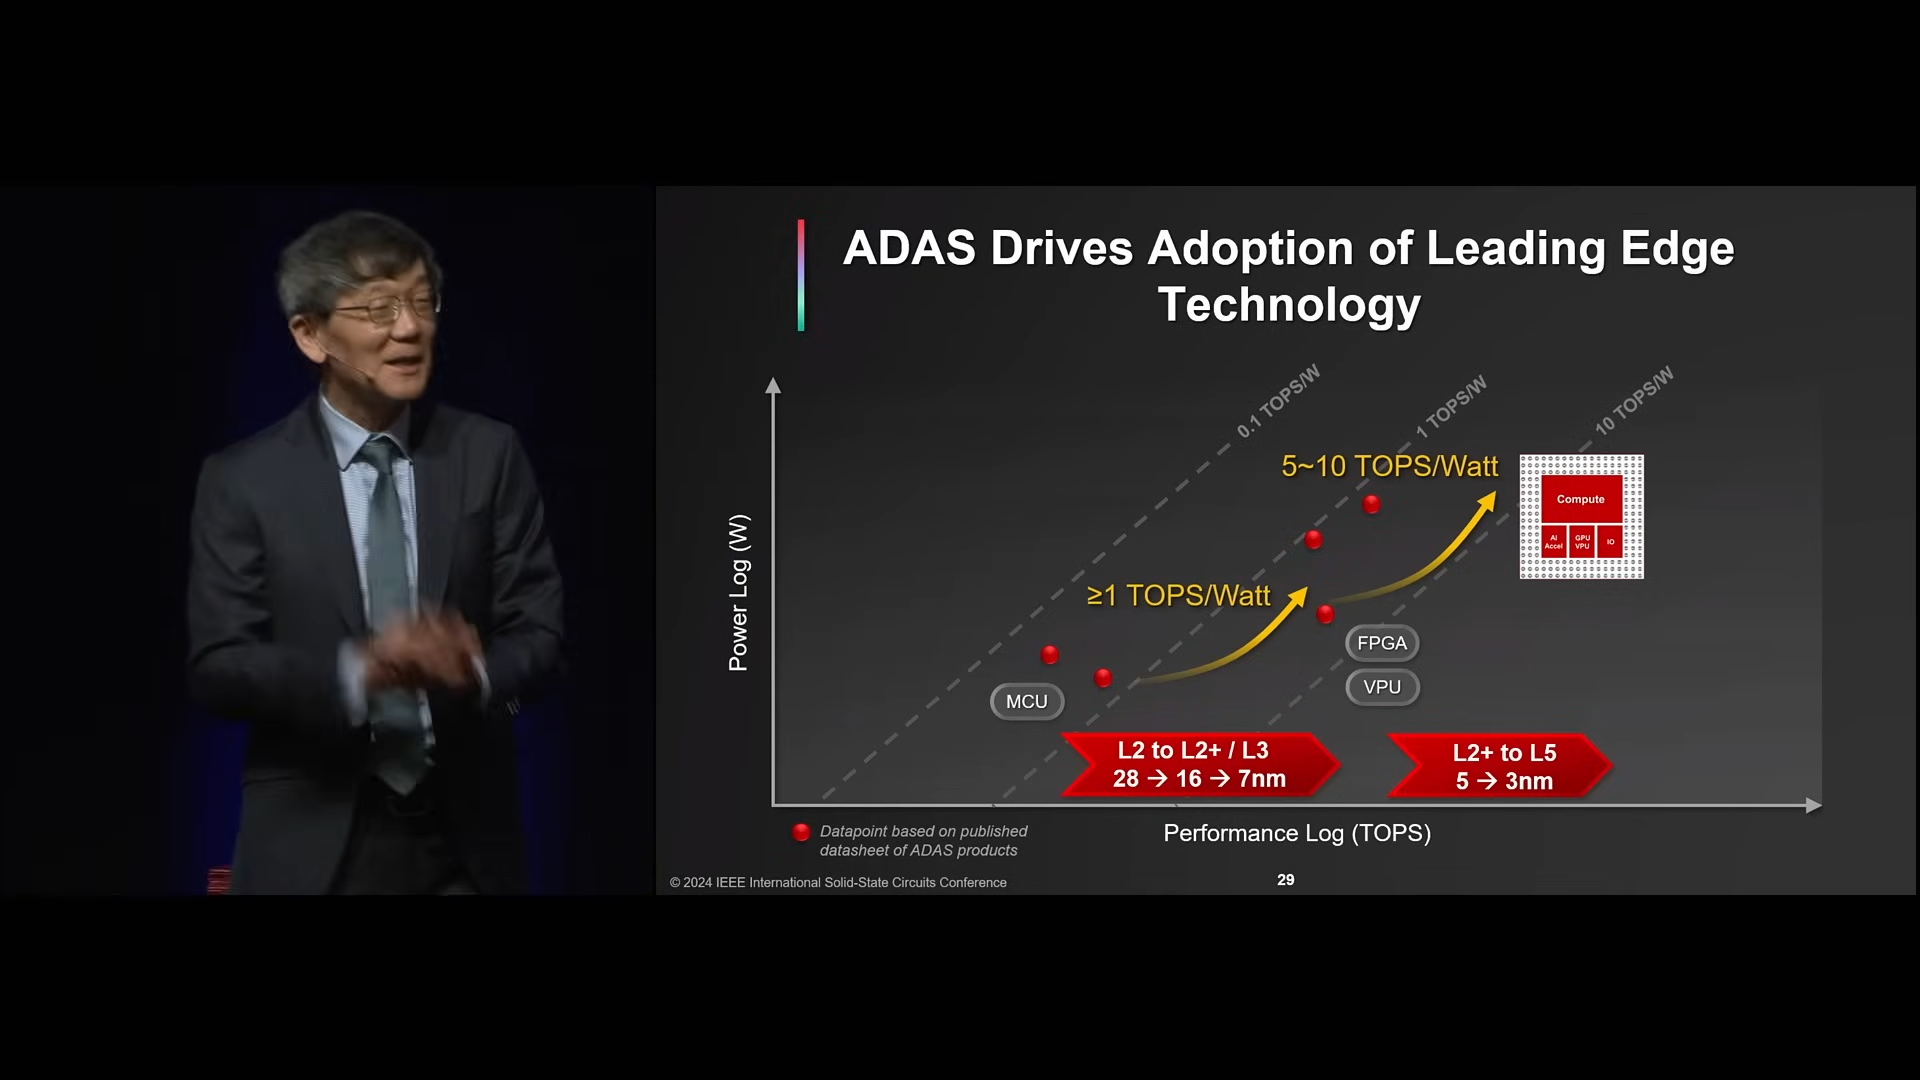 ADAS Drives Adoption of Leading Edge
Technology
0.1 TOPS/W
1 TOPS/W
10 TOPS/W
5~10 TOPS/Watt
≥1 TOPS/Watt
Compute
AI
Accel
GPU
VPU
IO
FPGA
VPU
MCU
Power Log (W)
L2 to L2+ / L3
28 → 16 → 7nm
L2+ to L5
5 → 3nm
Performance Log (TOPS)
Datapoint based on published
datasheet of ADAS products
© 2024 IEEE International Solid-State Circuits Conference
29